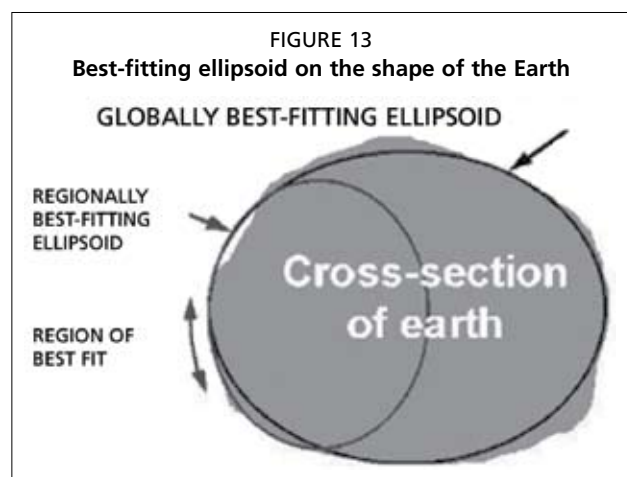 FIGURE 13
Best-fitting ellipsoid on the shape of the Earth
GLOBALLY BEST-FITTING ELLIPSOID
REGIONALLY
BEST-FITTING
ELLIPSOID
Cross-section
of earth
REGION OF
BEST FIT